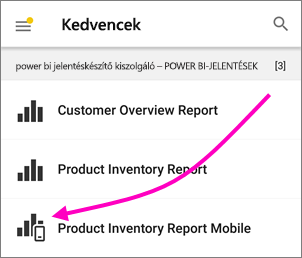 Kedvencek
power bi jelentéskészítő kiszolgáló – POWER BI-JELENTÉSEK [3]
Customer Overview Report
Product Inventory Report
Product Inventory Report Mobile